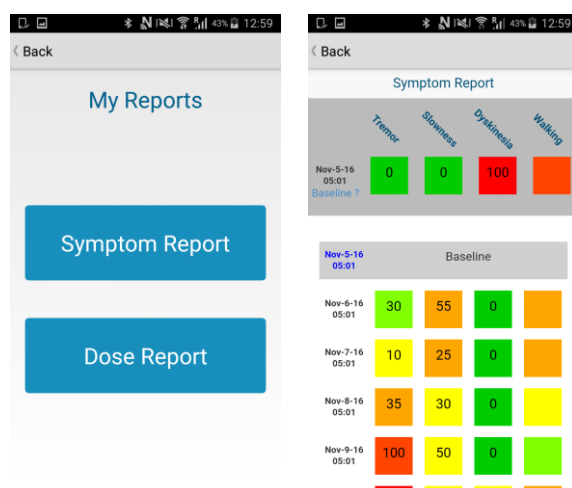 43% 12:59
Back
My Reports
Symptom Report
Dose Report
43% 12:59
Back
Symptom Report
Tremor Slowness Dyskinesia Walking
Nov-5-16
05:01
Baseline ?
0 0 100
Nov-5-16
05:01
Baseline
Nov-6-16
05:01
30 55 0
Nov-7-16
05:01
10 25 0
Nov-8-16
05:01
35 30 0
Nov-9-16
05:01
100 50 0